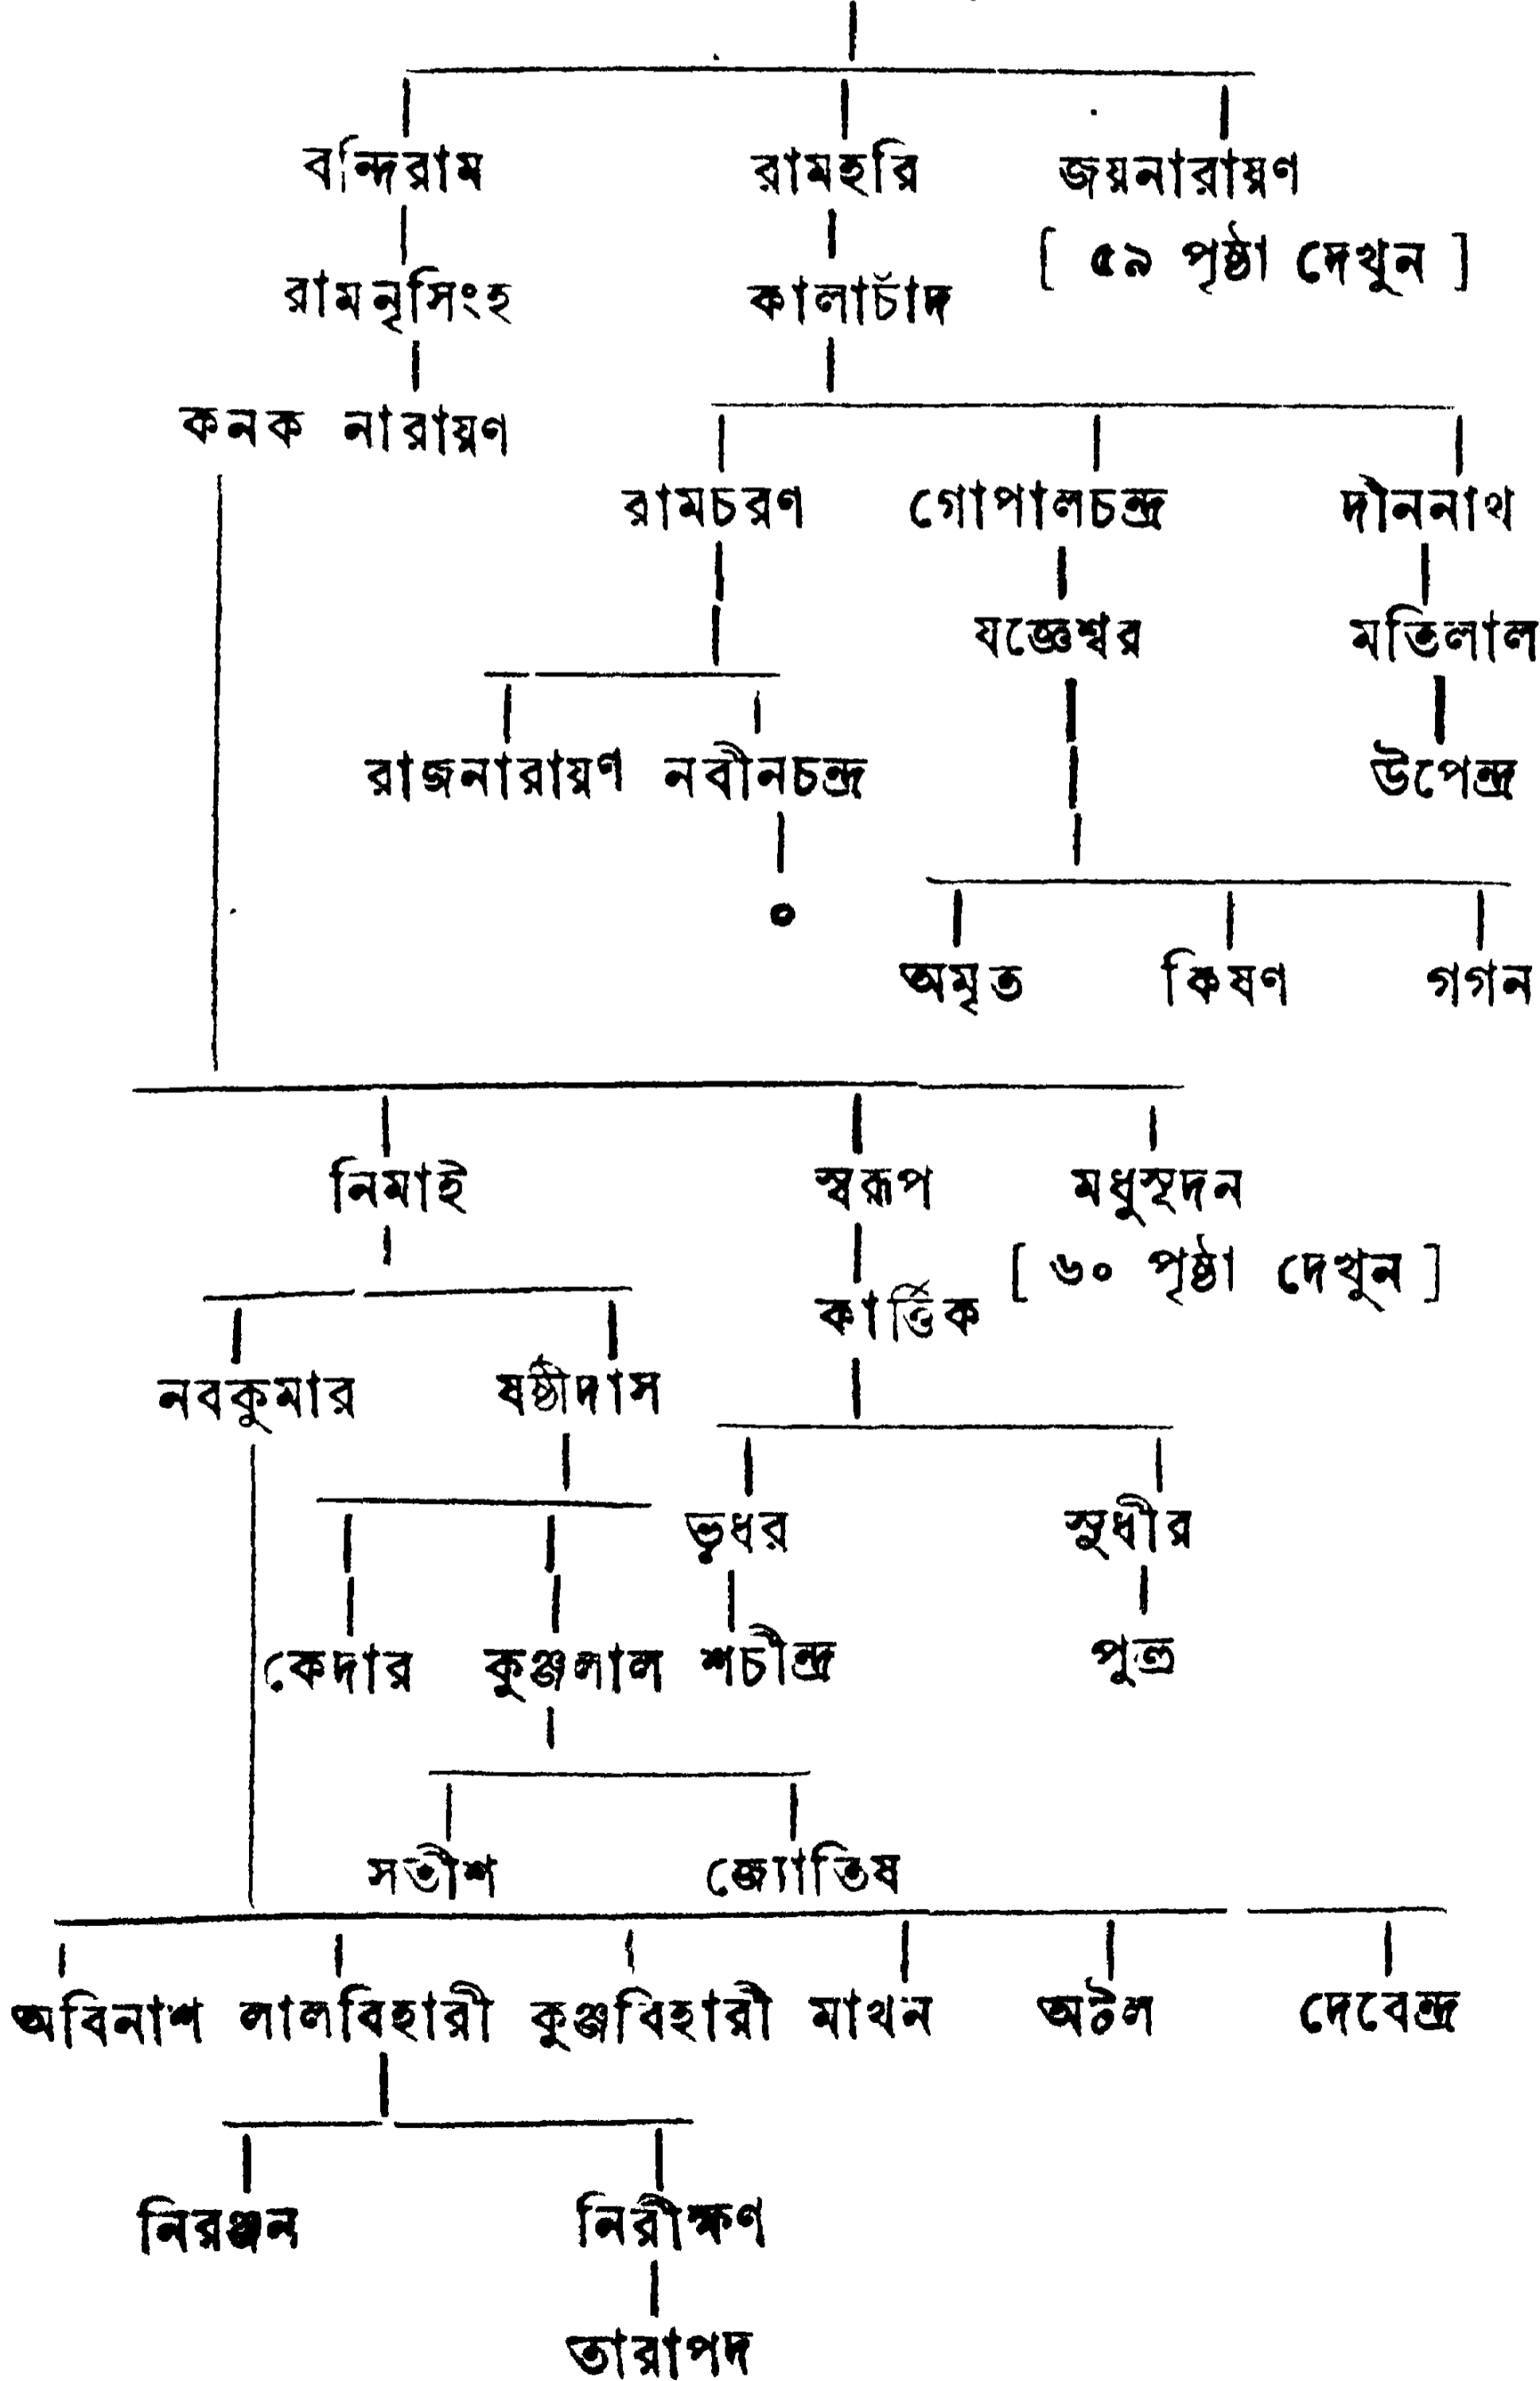 বন্দিরাম রামহরি জয়নারায়ণ
[ ৫৯ পৃষ্ঠা দেখুন ]
রামনৃসিংহ কালাচাঁদ
কনক নারায়ণ
রামচরণ গোপালচন্দ্র দীননাথ
যজ্ঞেশ্বর মতিলাল
রাজনারায়ণ নবীনচন্দ্র উপেন্দ্র
০
অমৃত কিষণ গগন
নিমাই স্বরূপ মধুসূদন
[ ৬০ পৃষ্ঠা দেখুন ]
কার্ত্তিক
নবকুমার ষষ্ঠীদাস
ভূধর সুধীর
কেদার কুঞ্জলাল শচীন্দ্র পুত্র
সতীশ জ্যোতিষ
অবিনাশ লালবিহারী কুঞ্জবিহারী মাখন অটল দেবেন্দ্র
নিরঞ্জন নিরীক্ষণ
তারাপদ